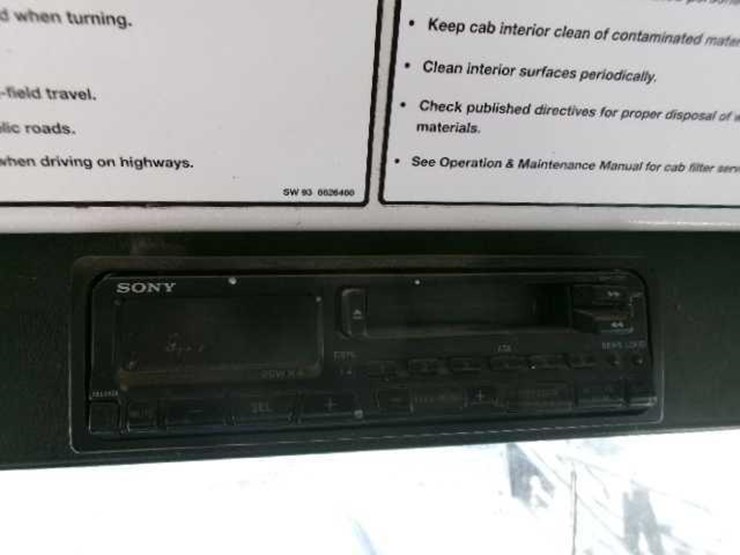 d when turning.
-field travel.
lic roads.
when driving on highways.
SW 93 0626400
• Keep cab interior clean of contaminated mater
• Clean interior surfaces periodically.
• Check published directives for proper disposal of
materials.
• See Operation & Maintenance Manual for cab filter serv
SONY
SEL